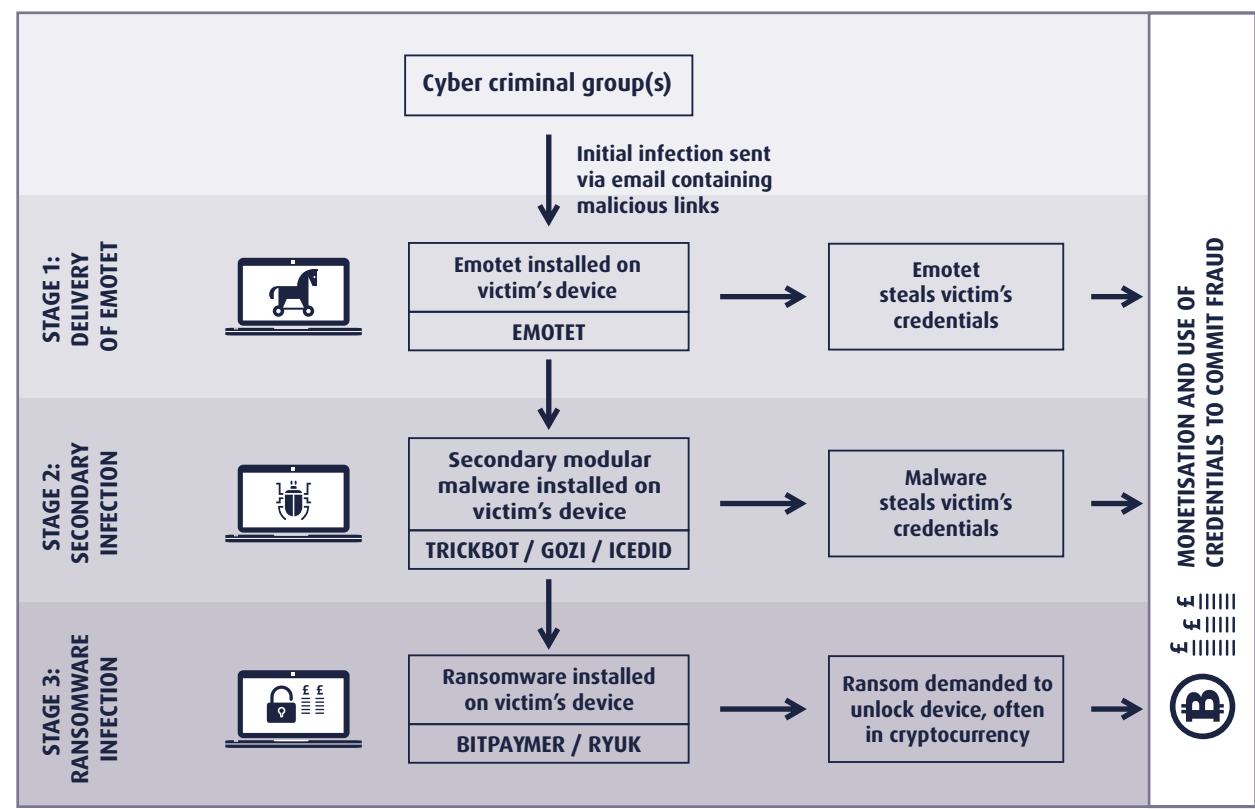 Cyber criminal group(s)
Initial infection sent
via email containing
malicious links
STAGE 1:
DELIVERY
OF EMOTET
Emotet installed on
victim's device
EMOTET
Emotet
steals victim's
credentials
STAGE 2:
SECONDARY
INFECTION
Secondary modular
malware installed on
victim's device
TRICKBOT / GOZI / ICEDID
Malware
steals victim's
credentials
STAGE 3:
RANSOMWARE
INFECTION
£ £
Ransomware installed
on victim's device
BITPAYMER / RYUK
Ransom demanded to
unlock device, often
in cryptocurrency
MONETISATION AND USE OF
CREDENTIALS TO COMMIT FRAUD
£ £ £
₿